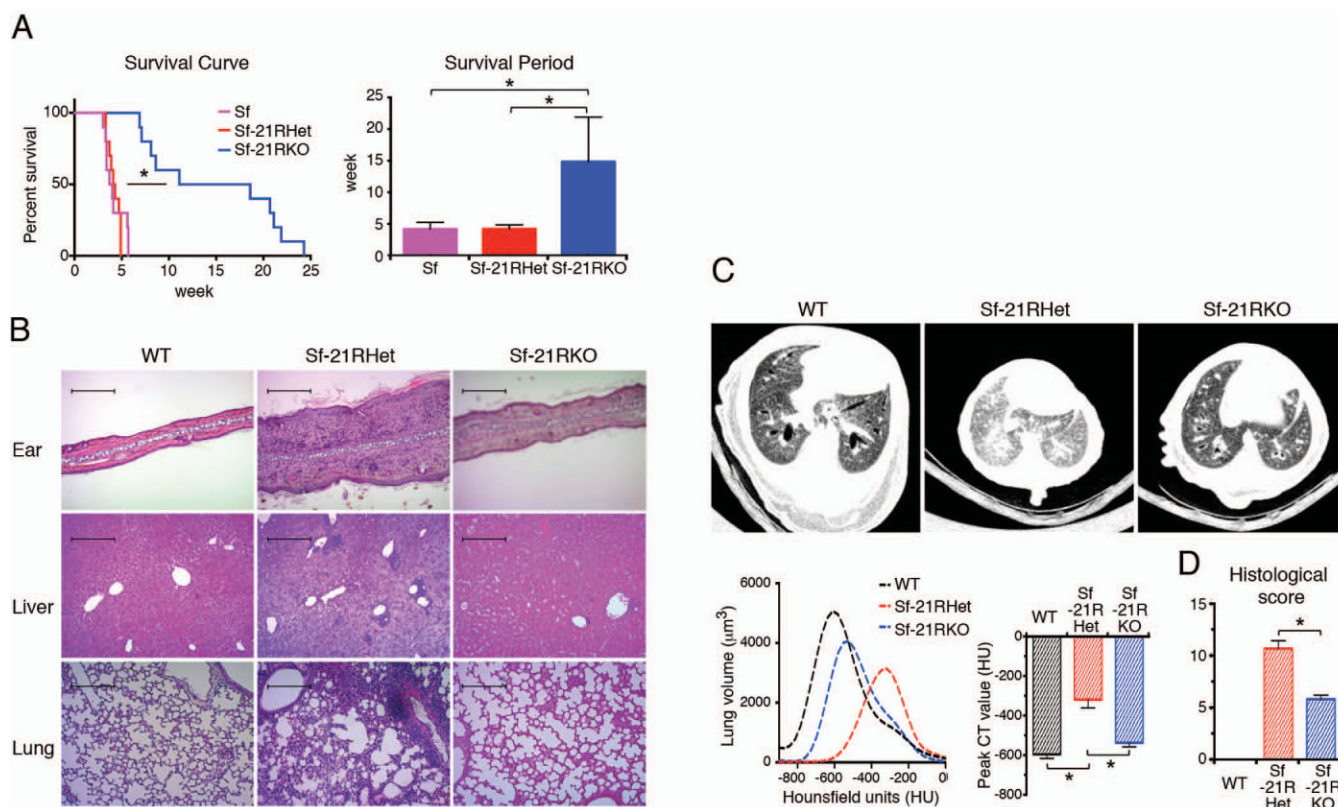 A
Survival Curve
Percent survival
100
50
0
Sf
Sf-21RHet
Sf-21RKO
*
0 5 10 15 20 25
week
Survival Period
week
25
20
15
10
5
0
*
*
Sf Sf-21RHet Sf-21RKO
B
WT Sf-21RHet Sf-21RKO
Ear
Liver
Lung
C
WT Sf-21RHet Sf-21RKO
Lung volume (μm³)
6000
4000
2000
0
WT
Sf-21RHet
Sf-21RKO
-800 -600 -400 -200 0
Hounsfield units (HU)
WT
Sf
-21R
Het
Sf
-21R
KO
Peak CT value (HU)
0
-200
-400
-600
-800
*
*
D
Histological
score
15
10
5
0
*
WT
Sf
-21R
Het
Sf
-21R
KO